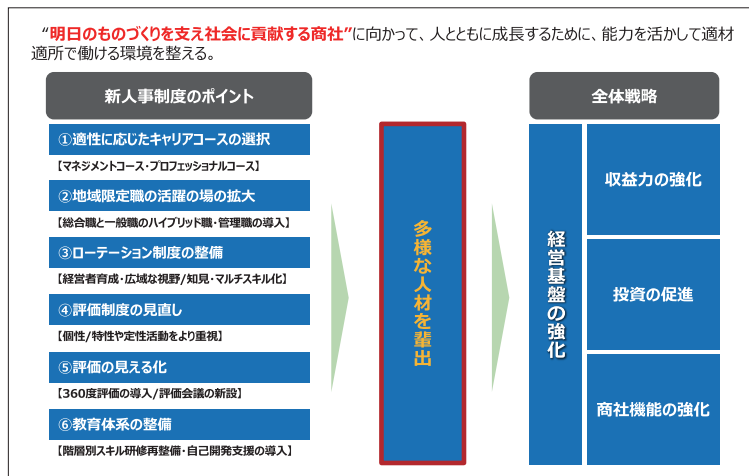 “明日のものづくりを支え社会に貢献する商社”に向かって、人とともに成長するために、能力を活かして適材
適所で働ける環境を整える。
新人事制度のポイント
①適性に応じたキャリアコースの選択
【マネジメントコース・プロフェッショナルコース】
②地域限定職の活躍の場の拡大
【総合職と一般職のハイブリッド職・管理職の導入】
③ローテーション制度の整備
【経営者育成・広域な視野/知見・マルチスキル化】
④評価制度の見直し
【個性/特性や定性活動をより重視】
⑤評価の見える化
【360度評価の導入/評価会議の新設】
⑥教育体系の整備
【階層別スキル研修再整備・自己開発支援の導入】
多様な人材を輩出
全体戦略
経営基盤の強化
収益力の強化
投資の促進
商社機能の強化